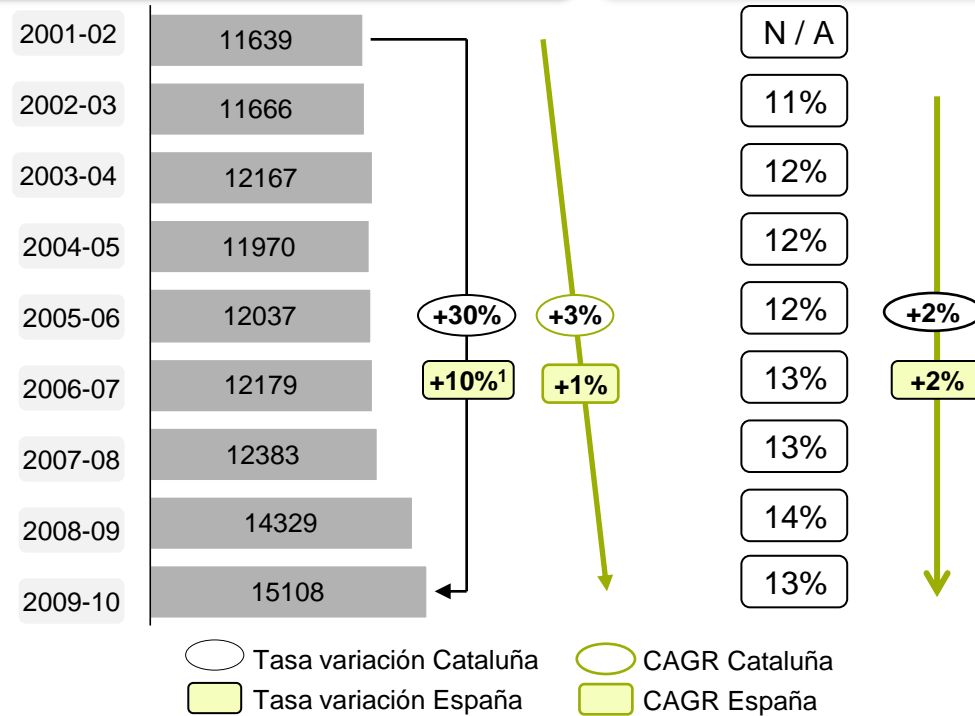 2001-02 11639 N / A
2002-03 11666 11%
2003-04 12167 12%
2004-05 11970 12%
2005-06 12037 +30% +3% 12% +2%
2006-07 12179 +10%¹ +1% 13% +2%
2007-08 12383 13%
2008-09 14329 14%
2009-10 15108 13%
Tasa variación Cataluña CAGR Cataluña
Tasa variación España CAGR España